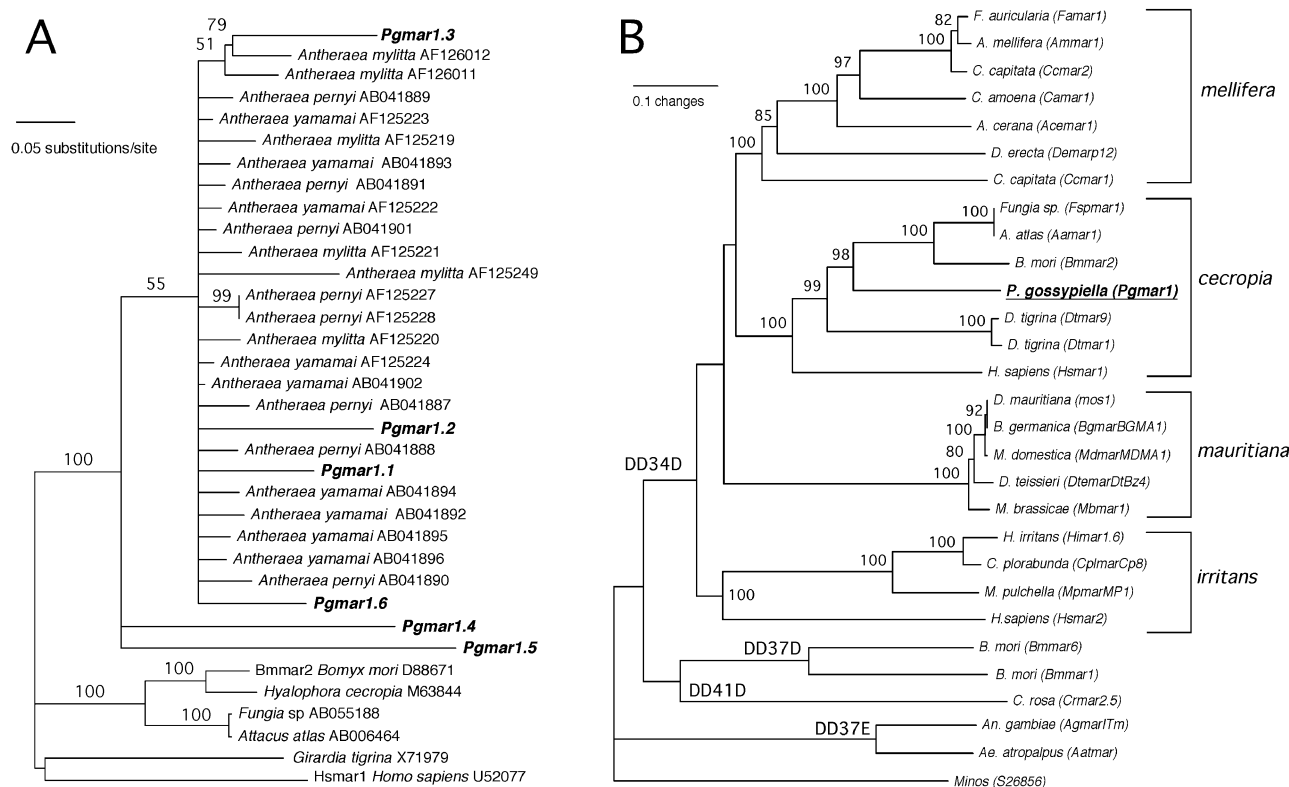 A
79
51
Pgmar1.3
Antheraea mylitta AF126012
Antheraea mylitta AF126011
Antheraea pernyi AB041889
Antheraea yamamai AF125223
0.05 substitutions/site
Antheraea mylitta AF125219
Antheraea yamamai AB041893
Antheraea pernyi AB041891
Antheraea yamamai AF125222
Antheraea pernyi AB041901
Antheraea mylitta AF125221
Antheraea mylitta AF125249
55
99
Antheraea pernyi AF125227
Antheraea pernyi AF125228
Antheraea mylitta AF125220
Antheraea yamamai AF125224
Antheraea yamamai AB041902
Antheraea pernyi AB041887
Pgmar1.2
Antheraea pernyi AB041888
100
Pgmar1.1
Antheraea yamamai AB041894
Antheraea yamamai AB041892
Antheraea yamamai AB041895
Antheraea yamamai AB041896
Antheraea pernyi AB041890
Pgmar1.6
Pgmar1.4
Pgmar1.5
100
100
Bmmar2 Bomyx mori D88671
Hyalophora cecropia M63844
100
Fungia sp AB055188
Attacus atlas AB006464
Girardia tigrina X71979
Hsmar1 Homo sapiens U52077
B
0.1 changes
82
F. auricularia (Famar1)
100
A. mellifera (Ammar1)
97
C. capitata (Ccmar2)
100
C. amoena (Camar1)
mellifera
85
A. cerana (Acemar1)
100
D. erecta (Demarp12)
C. capitata (Ccmar1)
100
Fungia sp. (Fspmar1)
100
A. atlas (Aamar1)
98
B. mori (Bmmar2)
99
P. gossypiella (Pgmar1)
cecropia
100
100
D. tigrina (Dtmar9)
D. tigrina (Dtmar1)
H. sapiens (Hsmar1)
92
D. mauritiana (mos1)
100
B. germanica (BgmarBGMA1)
80
M. domestica (MdmarMDMA1)
mauritiana
100
D. teissieri (DtemarDtBz4)
M. brassicae (Mbmar1)
DD34D
100
H. irritans (Himar1.6)
100
C. plorabunda (CplmarCp8)
irritans
100
M. pulchella (MpmarMP1)
H.sapiens (Hsmar2)
DD37D
B. mori (Bmmar6)
B. mori (Bmmar1)
DD41D
C. rosa (Crmar2.5)
DD37E
An. gambiae (AgmarITm)
Ae. atropalpus (Aatmar)
Minos (S26856)